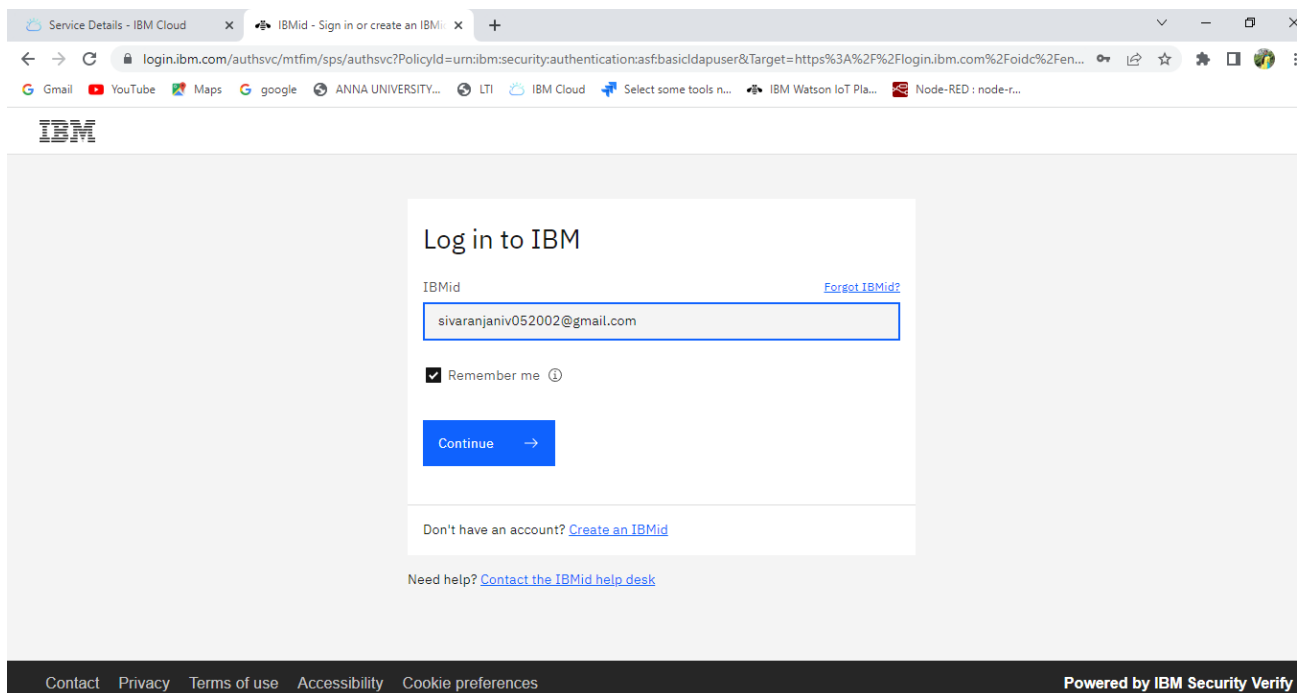 Service Details - IBM Cloud
IBMid - Sign in or create an IBMi
login.ibm.com/authsvc/mtfim/sps/authsvc?PolicyId=urn:ibm:security:authentication:asf:basicldapuser&Target=https%3A%2F%2Flogin.ibm.com%2Foidc%2Fen...
Gmail YouTube Maps google ANNA UNIVERSITY... LTI IBM Cloud Select some tools n... IBM Watson IoT Pla... Node-RED : node-r...
IBM
Log in to IBM
IBMid Forgot IBMid?
sivaranjaniv052002@gmail.com
Remember me
Continue
Don't have an account? Create an IBMid
Need help? Contact the IBMid help desk
Contact Privacy Terms of use Accessibility Cookie preferences Powered by IBM Security Verify